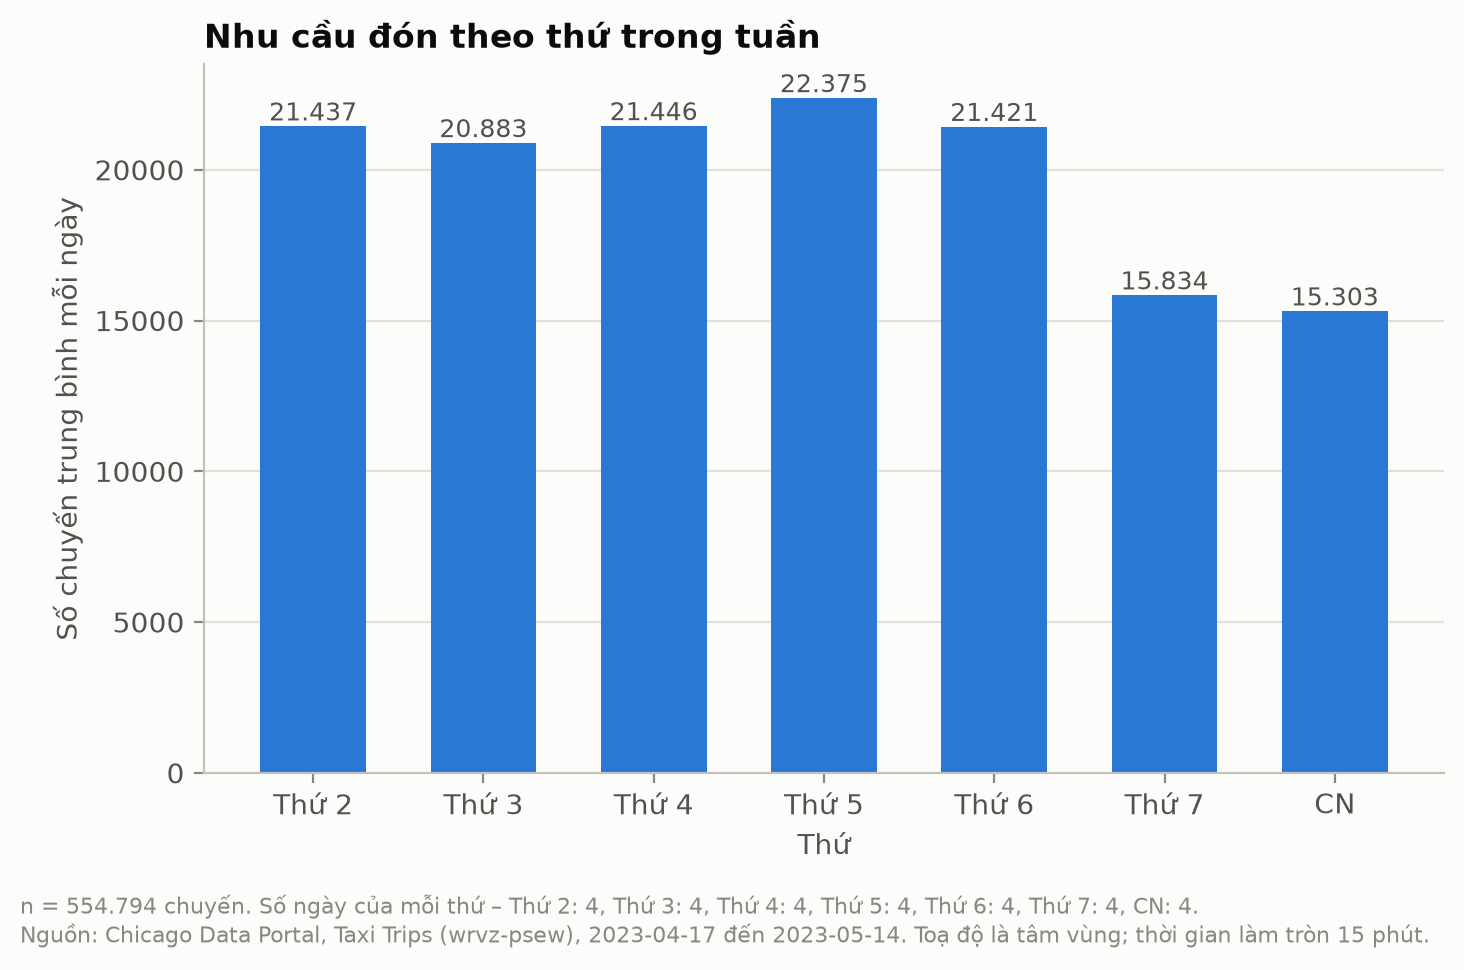 Nhu cầu đón theo thứ trong tuần
Số chuyến trung bình mỗi ngày
20000
15000
10000
5000
0
21.437
20.883
21.446
22.375
21.421
15.834
15.303
Thứ 2
Thứ 3
Thứ 4
Thứ 5
Thứ 6
Thứ 7
CN
Thứ
n = 554.794 chuyến. Số ngày của mỗi thứ – Thứ 2: 4, Thứ 3: 4, Thứ 4: 4, Thứ 5: 4, Thứ 6: 4, Thứ 7: 4, CN: 4.
Nguồn: Chicago Data Portal, Taxi Trips (wrvz-psew), 2023-04-17 đến 2023-05-14. Toạ độ là tâm vùng; thời gian làm tròn 15 phút.